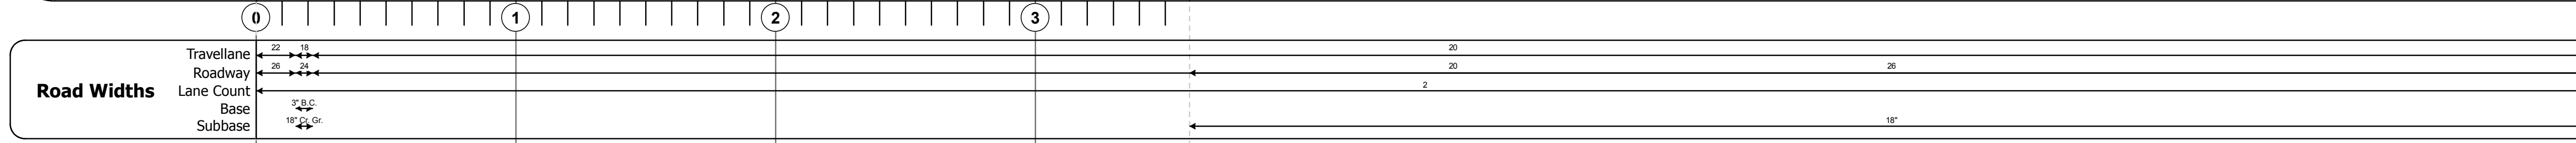 0 1 2 3
22 18 20
Travellane
26 24 20 26
Roadway
2
Road Widths Lane Count
3" B.C.
Base
18" Cr. Gr. 18"
Subbase